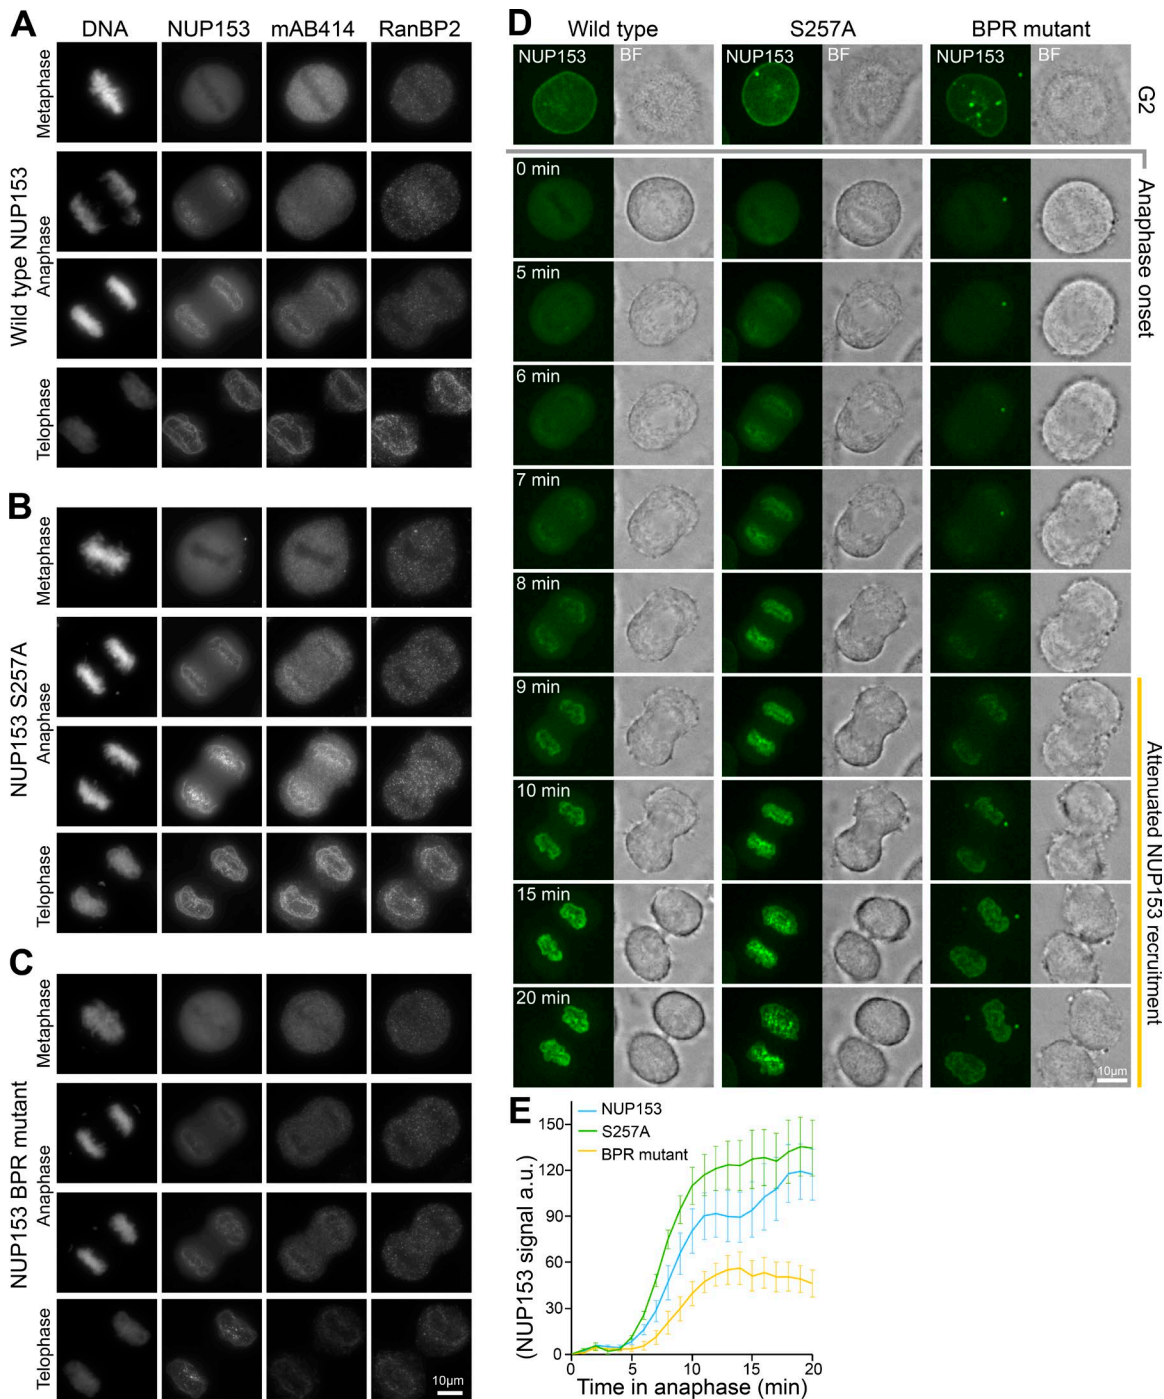 A
DNA NUP153 mAB414 RanBP2
Wild type NUP153
Metaphase
Anaphase
Telophase
B
NUP153 S257A
Metaphase
Anaphase
Telophase
C
NUP153 BPR mutant
Metaphase
Anaphase
Telophase
10µm
D
Wild type S257A BPR mutant
NUP153 BF NUP153 BF NUP153 BF
G2
Anaphase onset
0 min
5 min
6 min
7 min
8 min
9 min
10 min
15 min
20 min
Attenuated NUP153 recruitment
10µm
E
NUP153
S257A
BPR mutant
(NUP153 signal a.u.)
150
120
90
60
30
0
0 5 10 15 20
Time in anaphase (min)